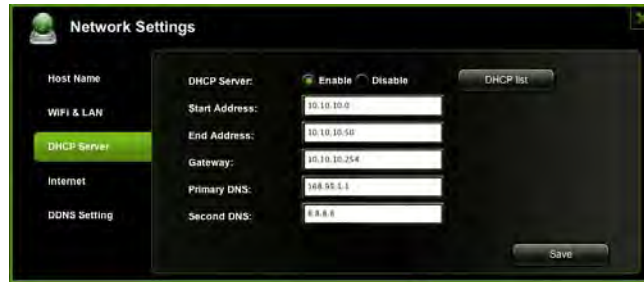 Network Settings
Host Name
WiFi & LAN
DHCP Server
Internet
DDNS Setting
DHCP Server: Enable Disable DHCP list
Start Address: 10.10.10.0
End Address: 10.10.10.50
Gateway: 10.10.10.254
Primary DNS: 168.95.1.1
Second DNS: 8.8.8.8
Save